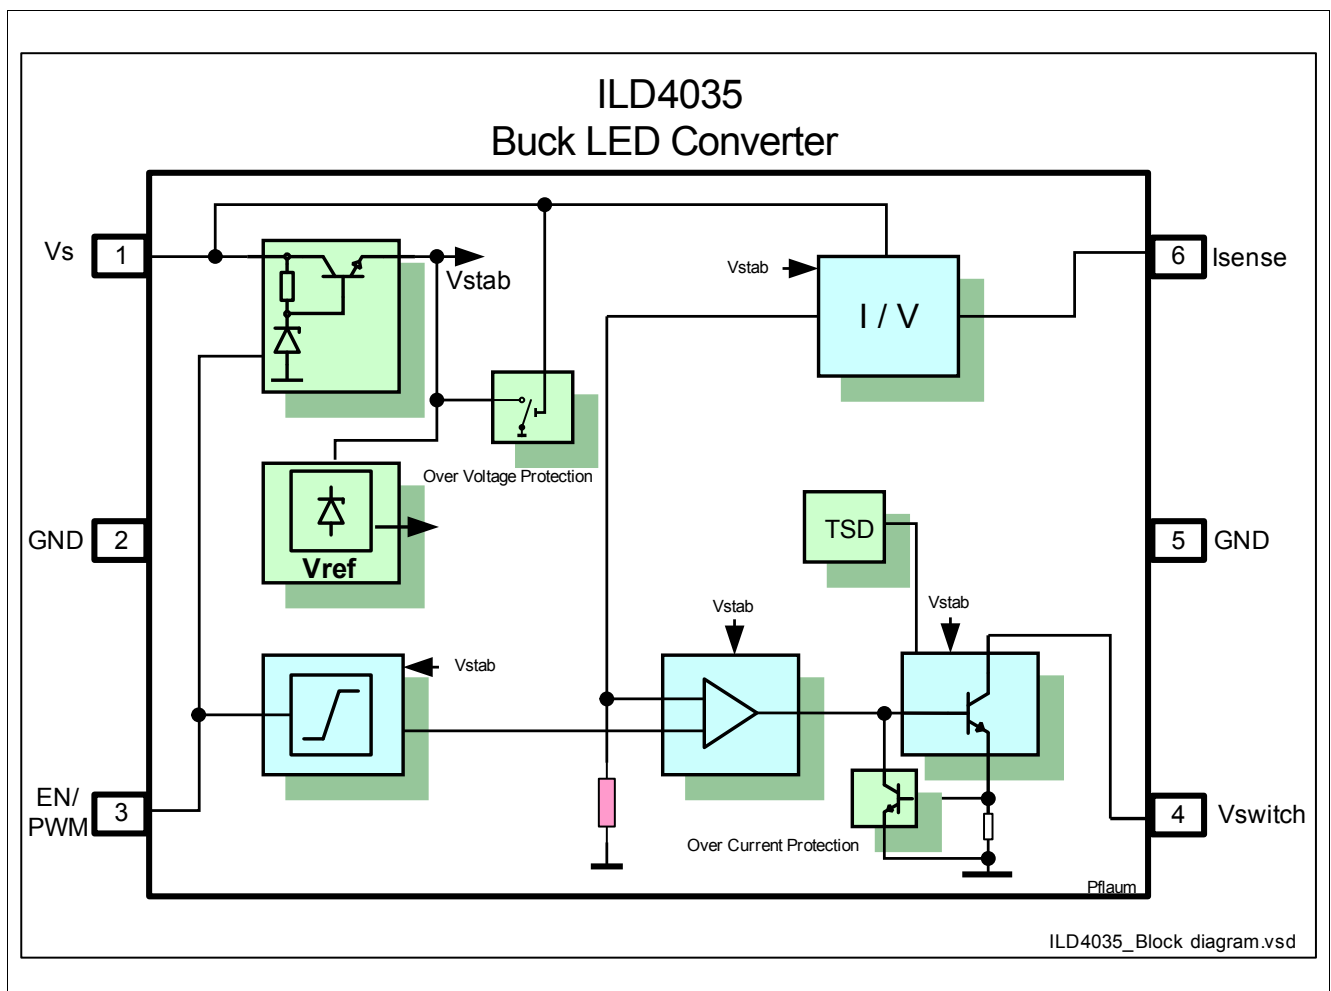 ILD4035
Buck LED Converter
Vs
1
Vstab
Vstab
I / V
6
Isense
Over Voltage Protection
GND
2
Vref
TSD
5
GND
Vstab
Vstab
Vstab
EN/
PWM
3
Over Current Protection
4
Vswitch
Pflaum
ILD4035_Block diagram.vsd